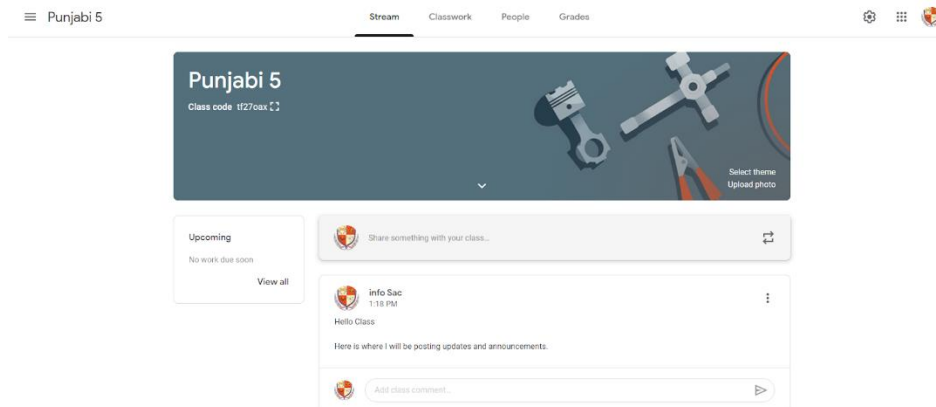 Punjabi 5
Stream Classwork People Grades
Punjabi 5
Class code tf27oax
Select theme
Upload photo
Upcoming
No work due soon
View all
Share something with your class...
info Sac
1:18 PM
Hello Class
Here is where I will be posting updates and announcements.
Add class comment...